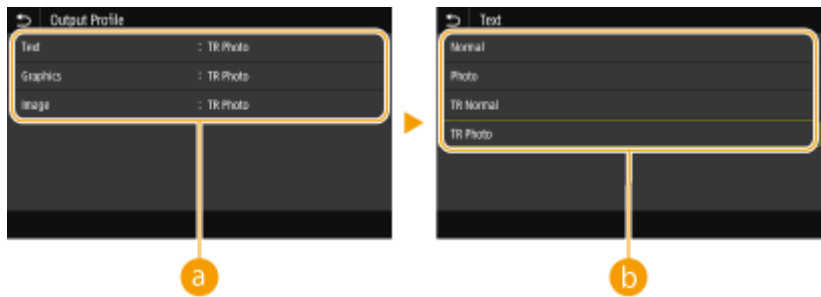 Output Profile
Text : TR Photo
Graphics : TR Photo
Image : TR Photo
a
Text
Normal
Photo
TR Normal
TR Photo
b